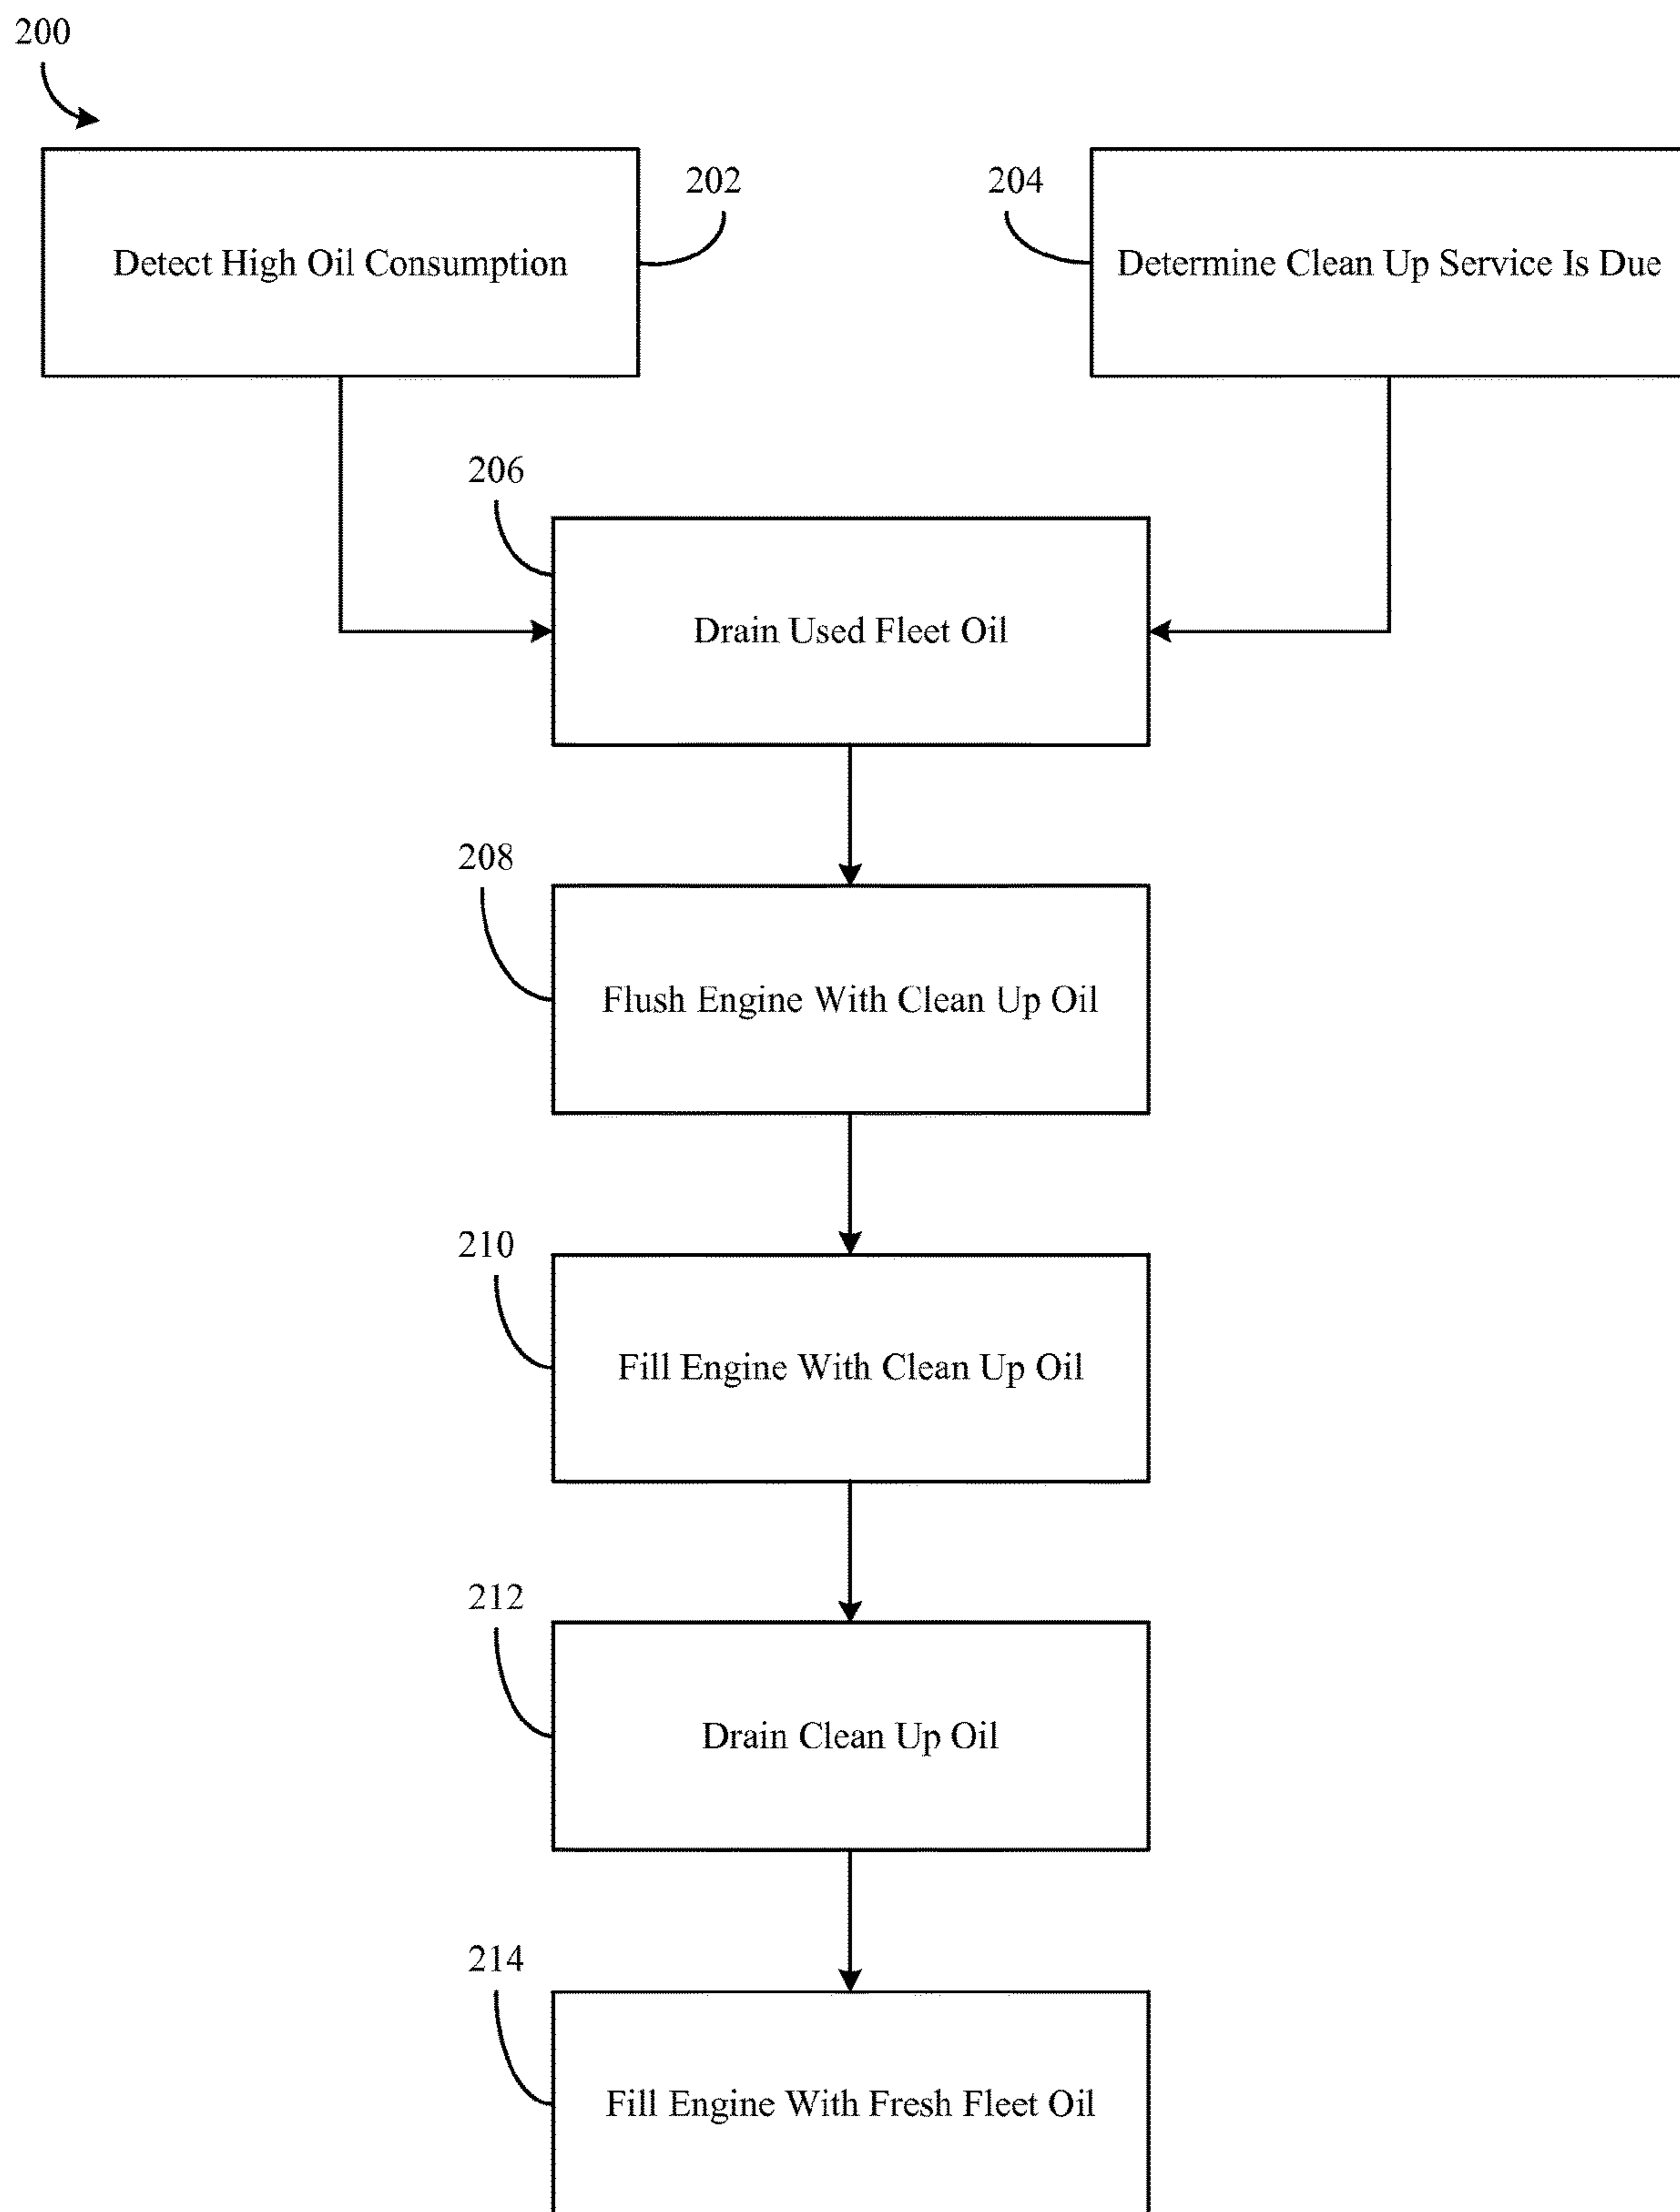 200
202
204
Detect High Oil Consumption
Determine Clean Up Service Is Due
206
Drain Used Fleet Oil
208
Flush Engine With Clean Up Oil
210
Fill Engine With Clean Up Oil
212
Drain Clean Up Oil
214
Fill Engine With Fresh Fleet Oil